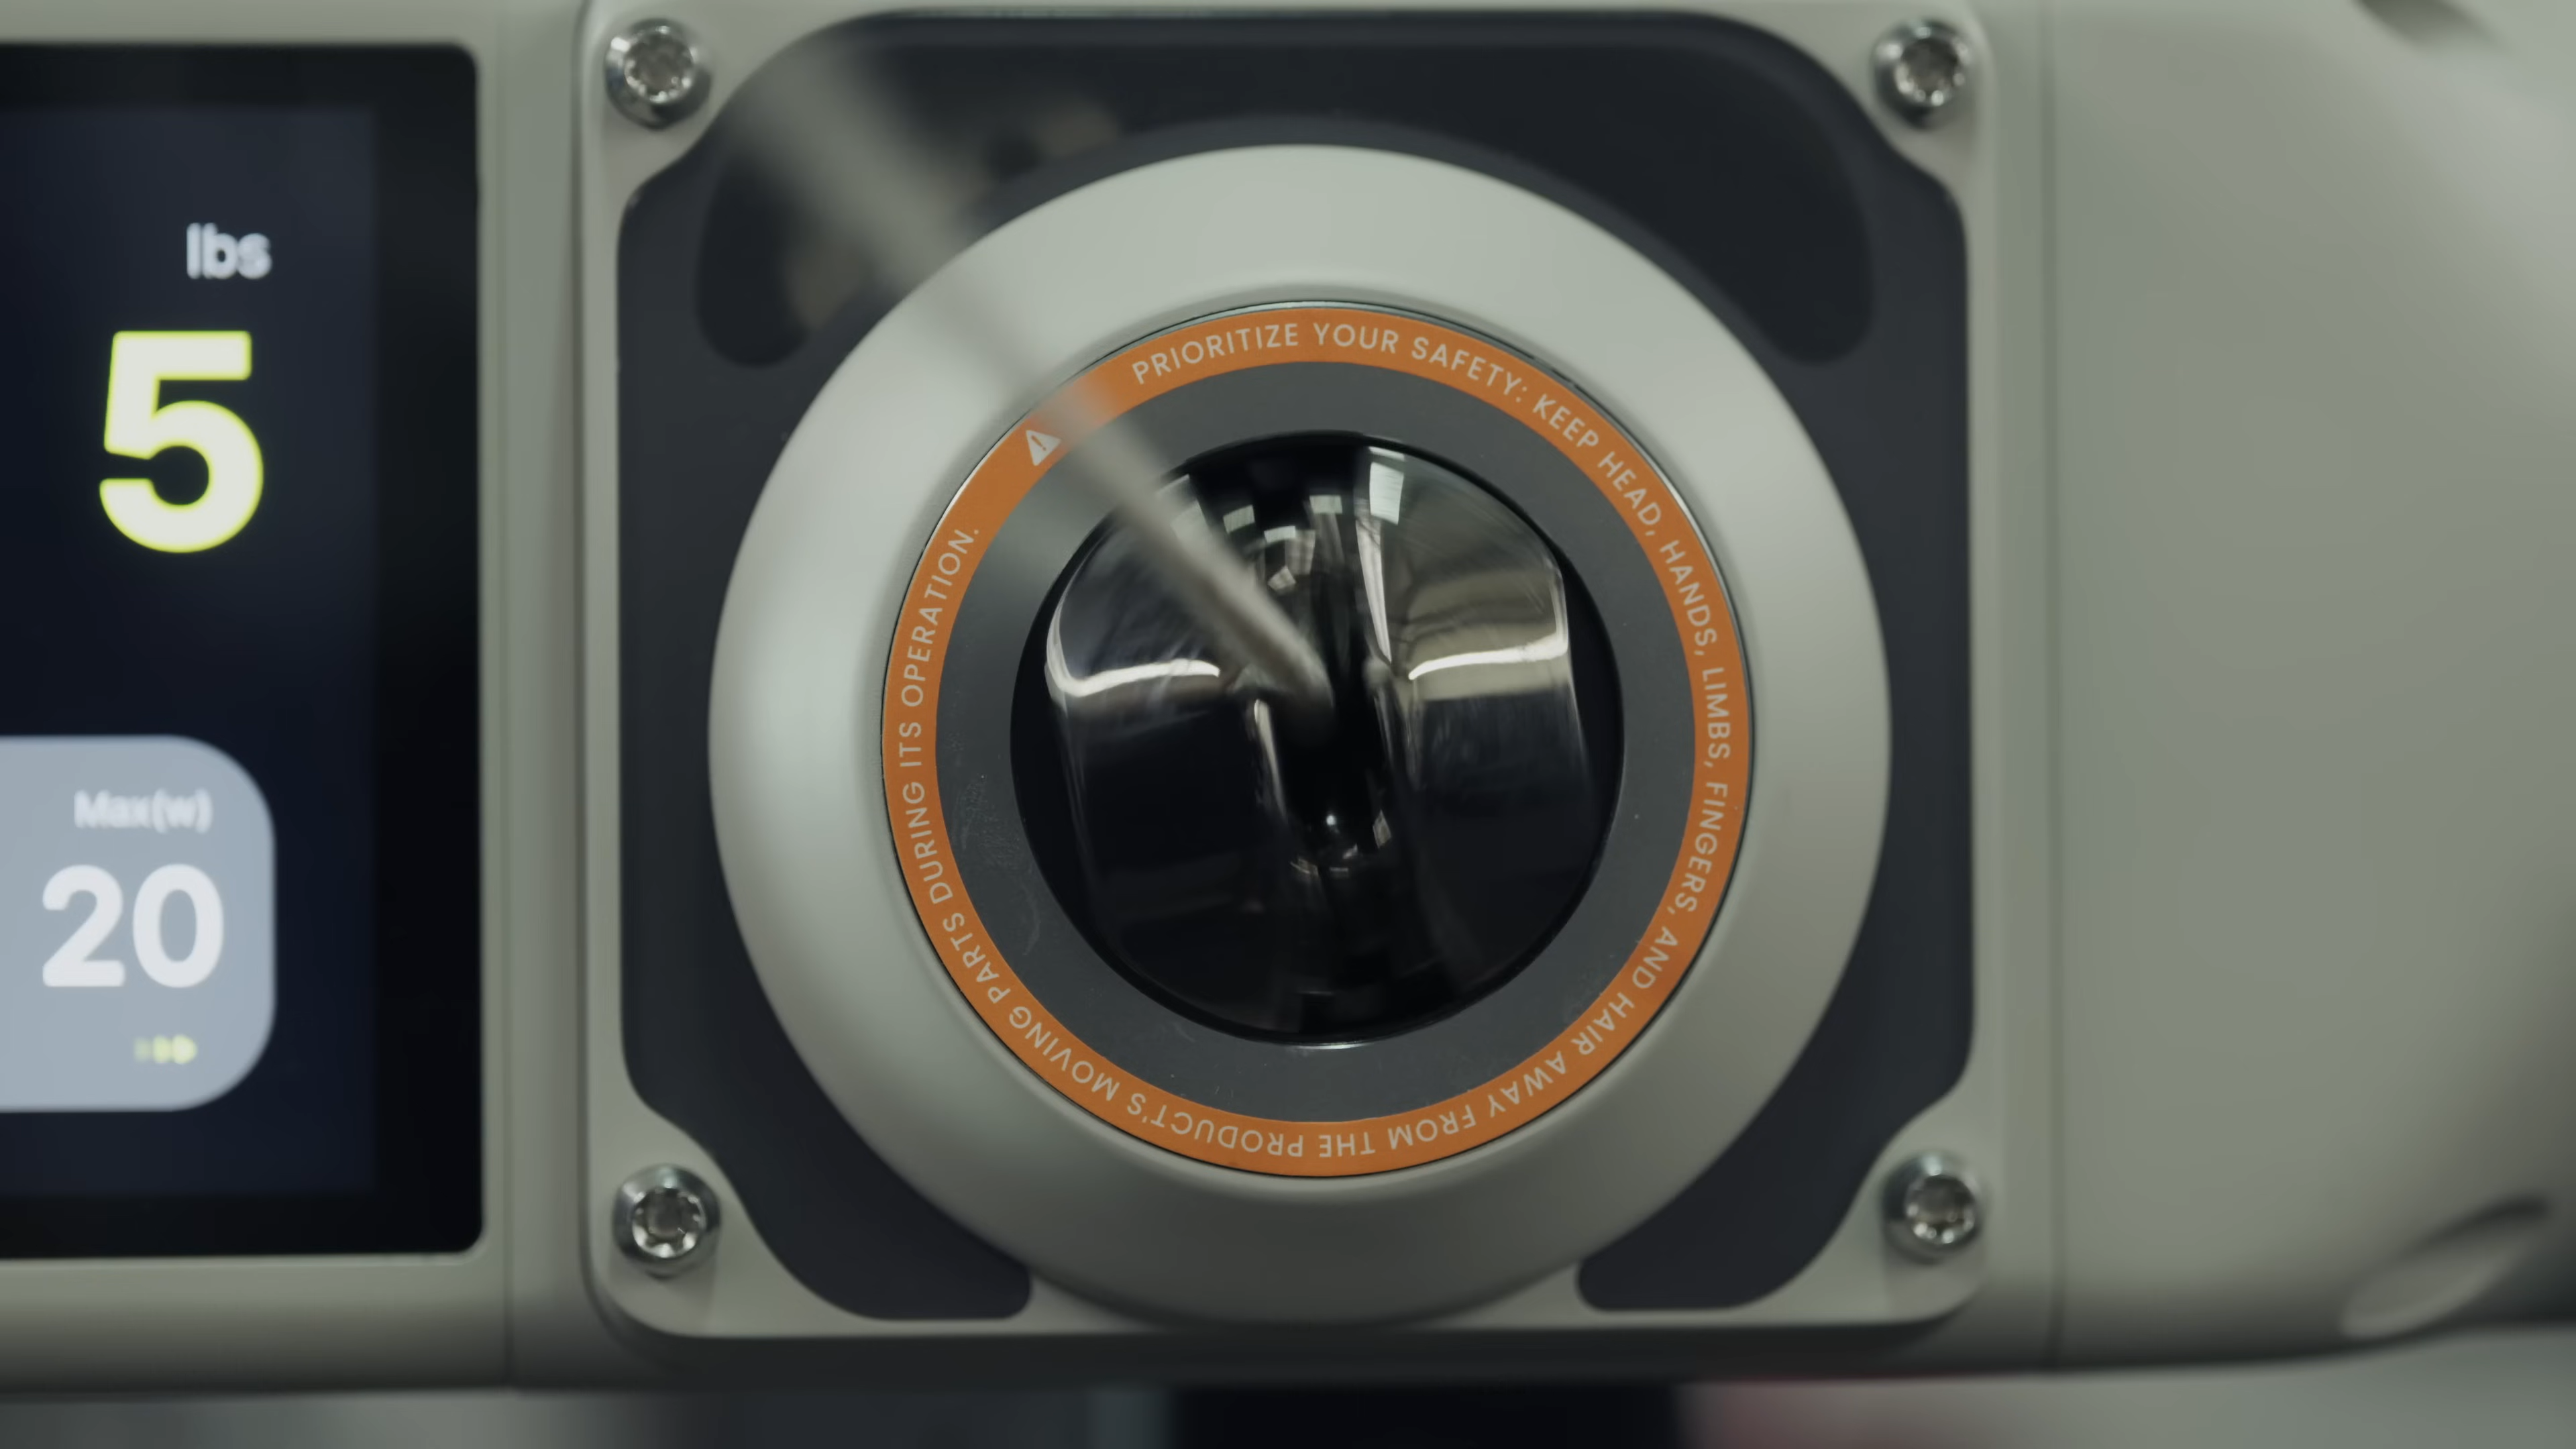 lbs
5
Max(w)
20
PRIORITIZE YOUR SAFETY: KEEP HEAD, HANDS, LIMBS, FINGERS, AND HAIR AWAY FROM THE PRODUCT'S MOVING PARTS DURING ITS OPERATION.